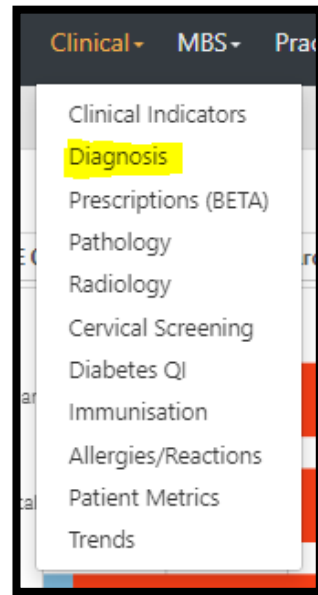 Clinical MBS Prac
Clinical Indicators
Diagnosis
Prescriptions (BETA)
Pathology
Radiology
Cervical Screening
Diabetes QI
Immunisation
Allergies/Reactions
Patient Metrics
Trends